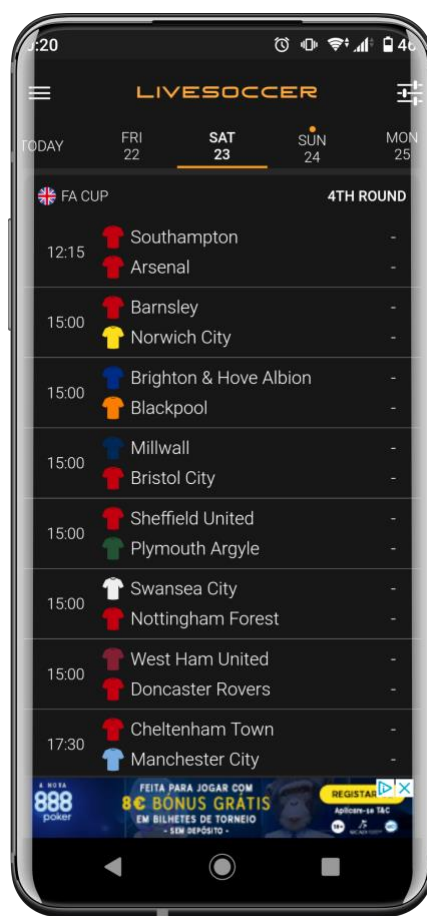 :20
46
LIVESOCCER
TODAY
FRI
22
SAT
23
SUN
24
MON
25
FA CUP
4TH ROUND
12:15
Southampton
-
Arsenal
-
15:00
Barnsley
-
Norwich City
-
15:00
Brighton & Hove Albion
-
Blackpool
-
15:00
Millwall
-
Bristol City
-
15:00
Sheffield United
-
Plymouth Argyle
-
15:00
Swansea City
-
Nottingham Forest
-
15:00
West Ham United
-
Doncaster Rovers
-
17:30
Cheltenham Town
-
Manchester City
-
A NOVA
888
poker
FEITA PARA JOGAR COM
8€ BÓNUS GRÁTIS
EM BILHETES DE TORNEIO
- SEM DEPÓSITO -
REGISTAR
Aplicam-se T&C
18+